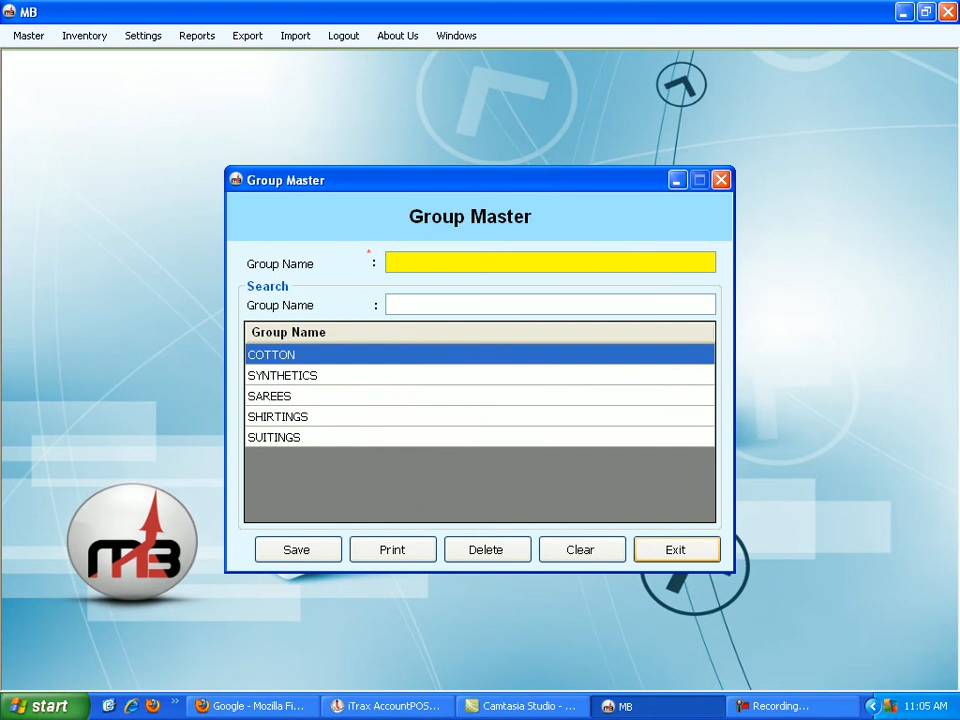 MB
Master Inventory Settings Reports Export Import Logout About Us Windows
Group Master
Group Master
Group Name * :
Search
Group Name :
Group Name
COTTON
SYNTHETICS
SAREES
SHIRTINGS
SUITINGS
Save Print Delete Clear Exit
MB
start » Google - Mozilla Fi... iTrax AccountPOS... Camtasia Studio - ... MB Recording... 11:05 AM